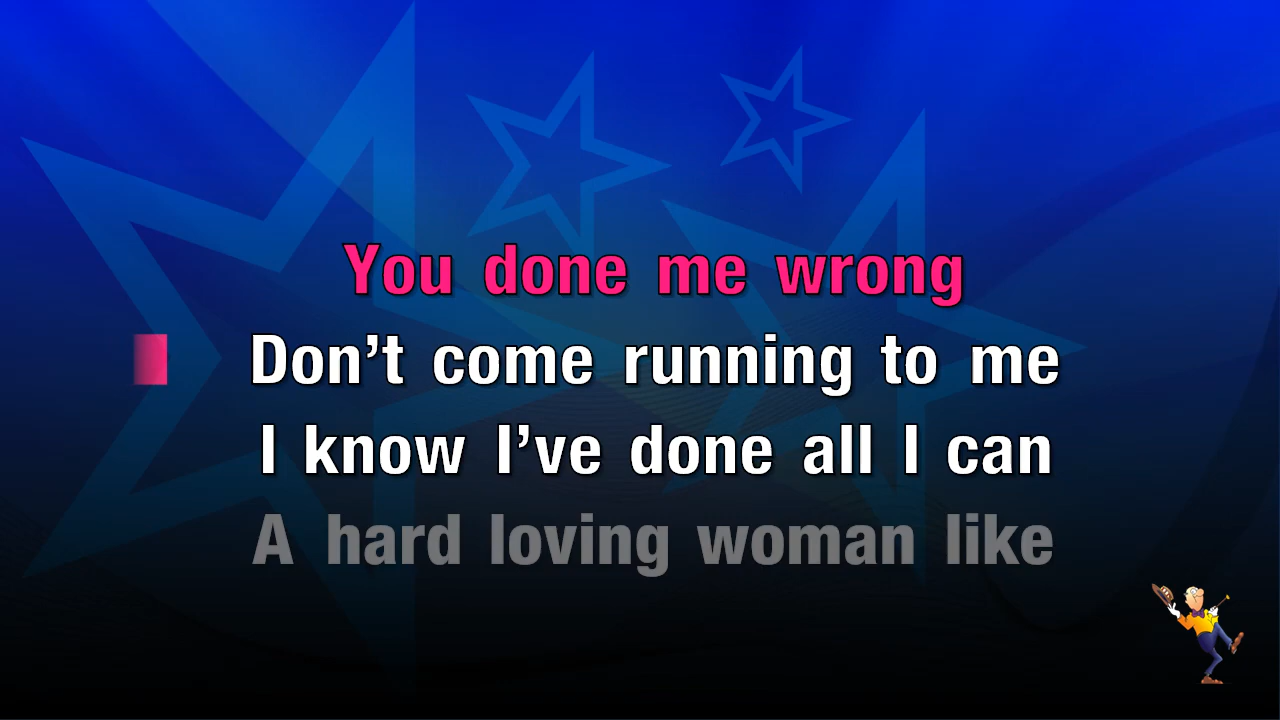 You done me wrong
Don’t come running to me
I know I’ve done all I can
A hard loving woman like